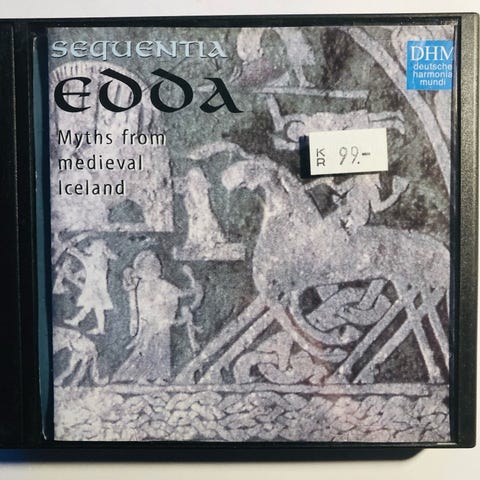 SEQUENTIA
EDDA
Myths from
medieval
Iceland
DHM
deutsche
harmonia
mundi
KR 99.-